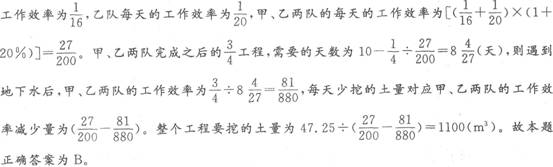 工作效率为1/16,乙队每天的工作效率为1/20,甲、乙两队的每天的工作效率为[(1/16+1/20)×(1+
20%)]=27/200。甲、乙两队完成之后的3/4工程,需要的天数为10-1/4÷27/200=8 4/27(天),则遇到
地下水后,甲、乙两队的工作效率为3/4÷8 4/27=81/880,每天少挖的土量对应甲、乙两队的工作效
率减少量为(27/200-81/880)。整个工程要挖的土量为47.25÷(27/200-81/880)=1100(m³)。故本题
正确答案为B。